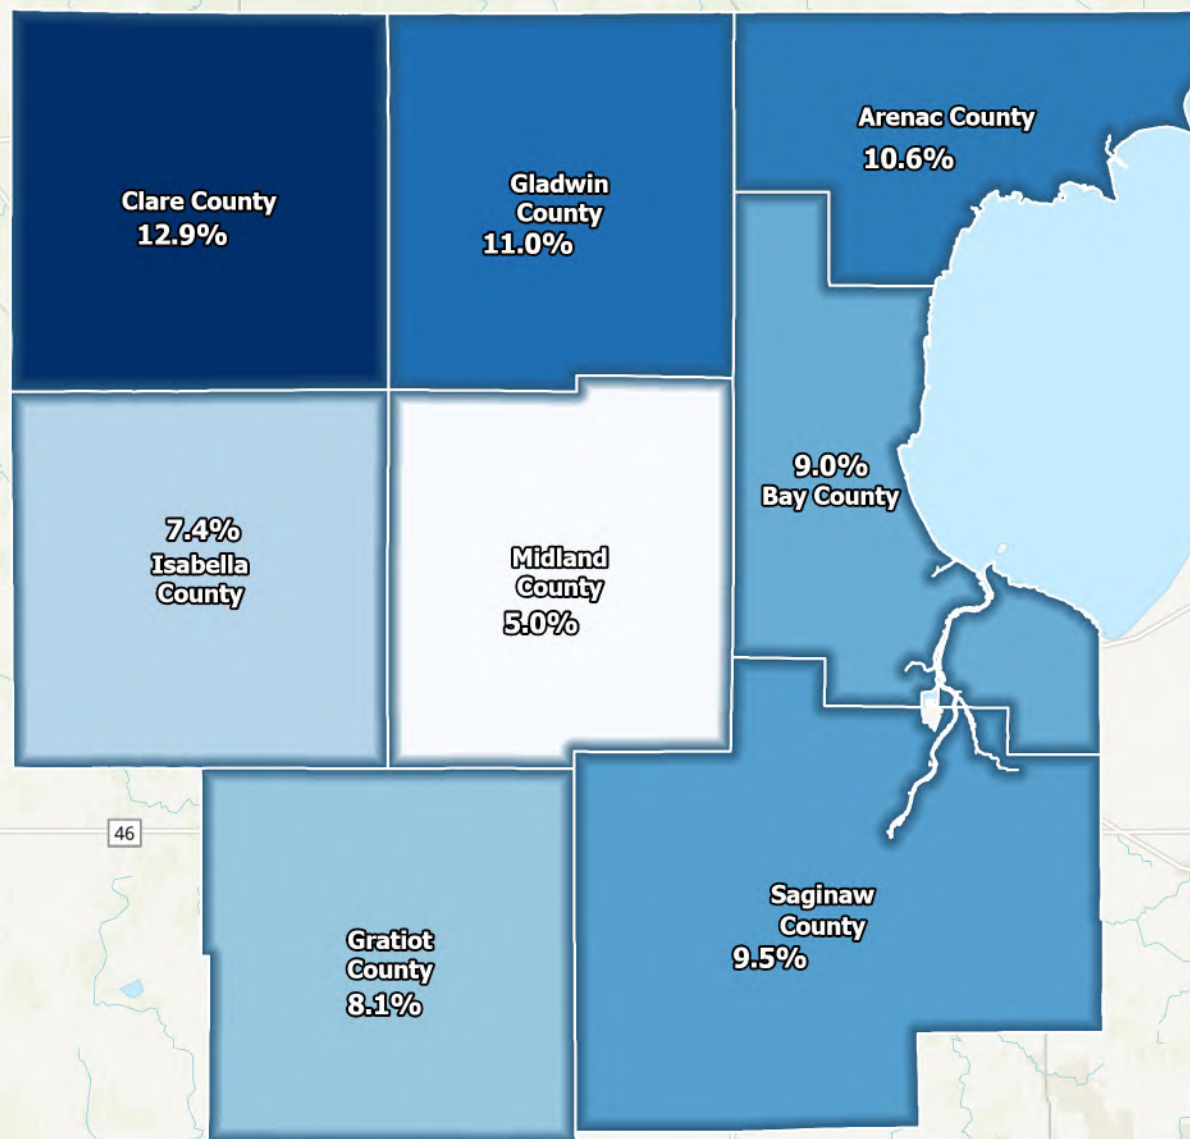 Arenac County
10.6%
Gladwin
County
11.0%
Clare County
12.9%
9.0%
Bay County
7.4%
Isabella
County
Midland
County
5.0%
46
Saginaw
County
9.5%
Gratiot
County
8.1%